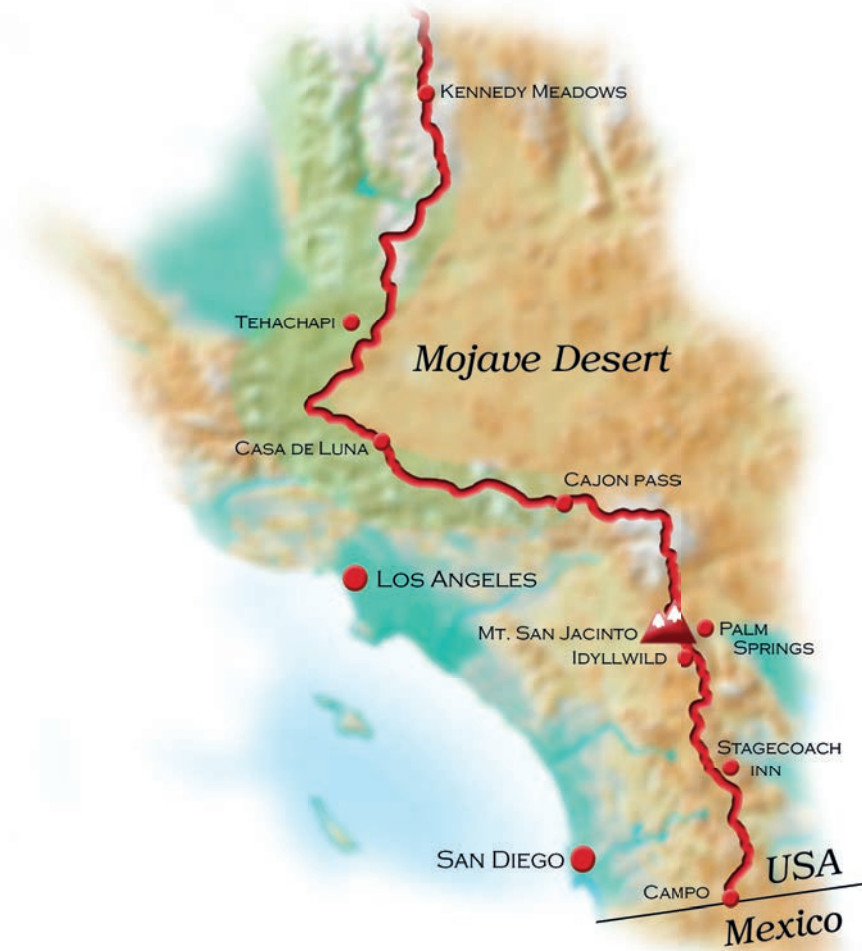 KENNEDY MEADOWS
TEHACHAPI
Mojave Desert
CASA DE LUNA
CAJON PASS
LOS ANGELES
MT. SAN JACINTO
PALM
SPRINGS
IDYLLWILD
STAGECOACH
INN
SAN DIEGO
USA
CAMPO
Mexico